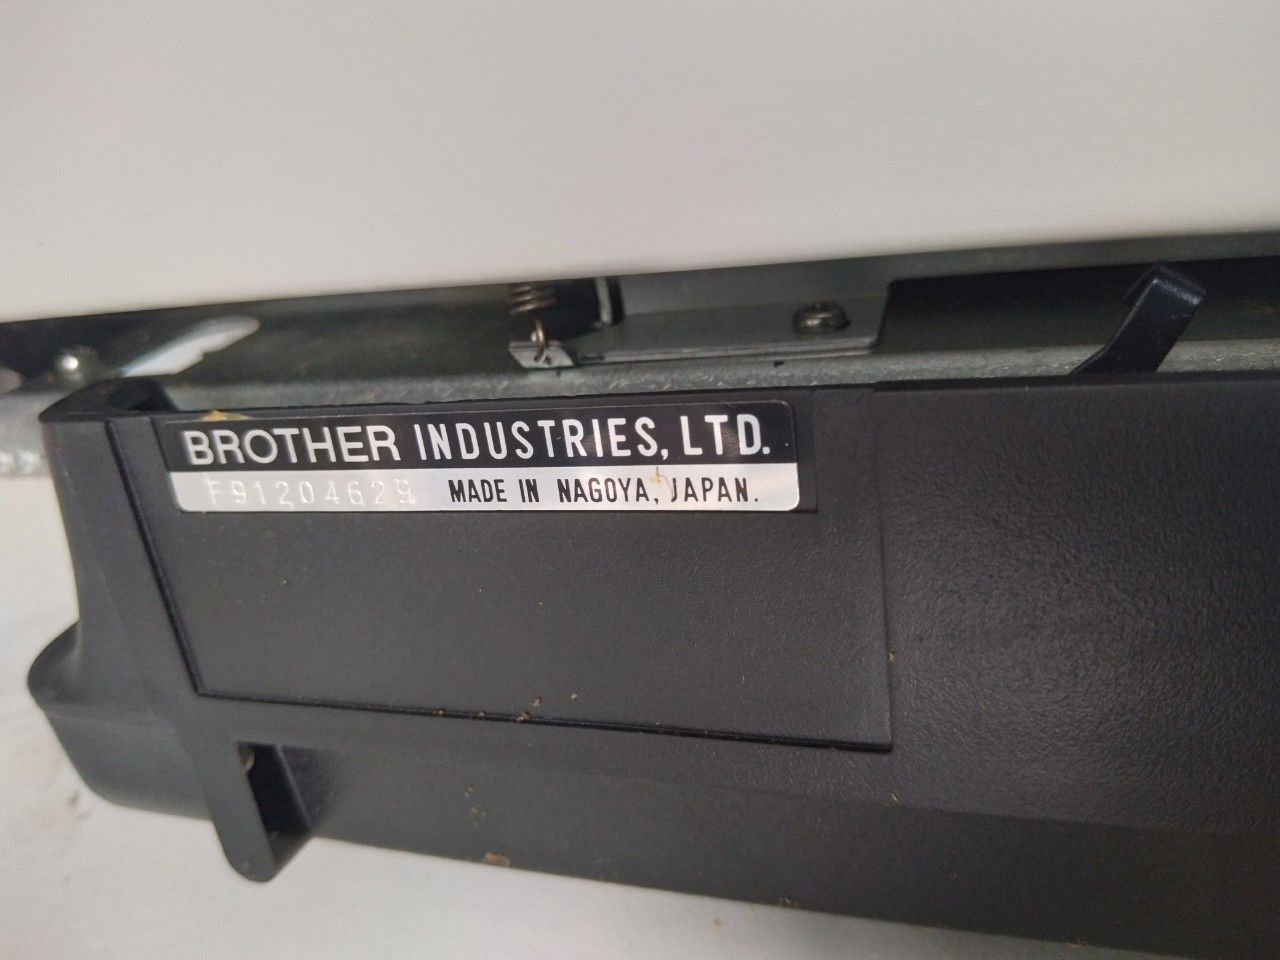 BROTHER INDUSTRIES, LTD.
F91204629 MADE IN NAGOYA, JAPAN.